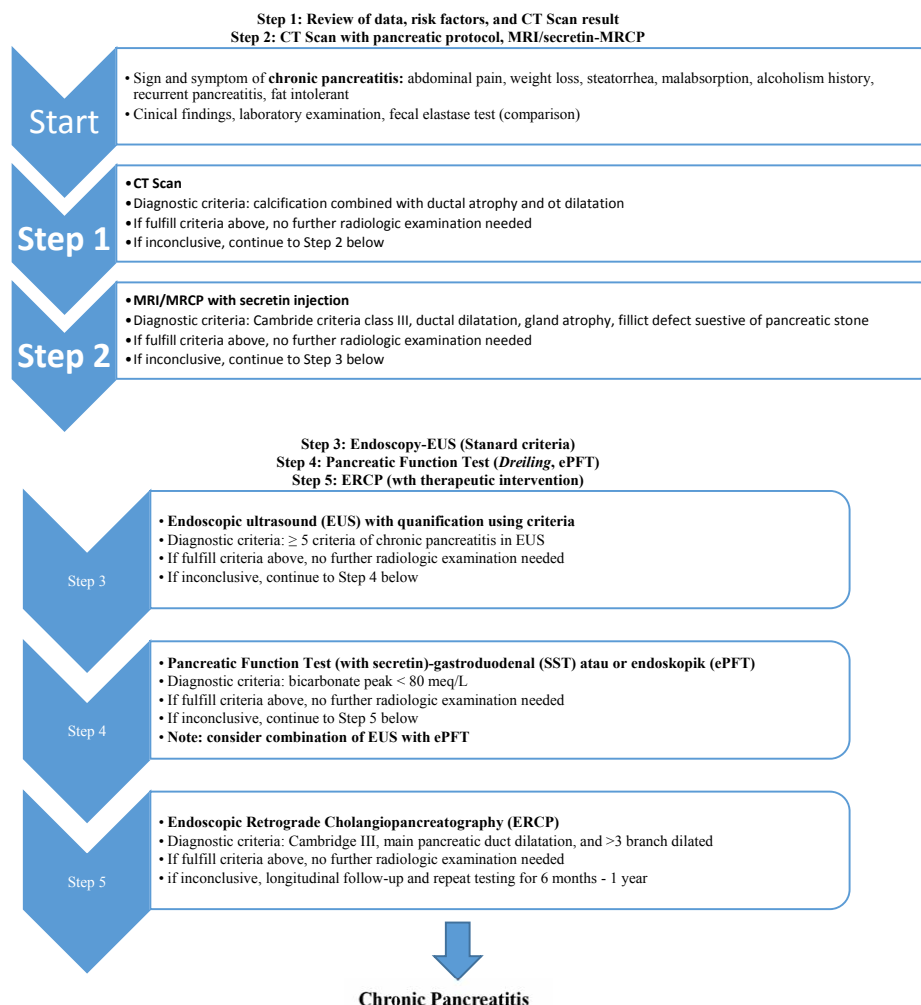 Step 1: Review of data, risk factors, and CT Scan result
Step 2: CT Scan with pancreatic protocol, MRI/secretin-MRCP
Start
• Sign and symptom of chronic pancreatitis: abdominal pain, weight loss, steatorrhea, malabsorption, alcoholism history,
recurrent pancreatitis, fat intolerant
• Cinical findings, laboratory examination, fecal elastase test (comparison)
Step 1
• CT Scan
• Diagnostic criteria: calcification combined with ductal atrophy and ot dilatation
• If fulfill criteria above, no further radiologic examination needed
• If inconclusive, continue to Step 2 below
Step 2
• MRI/MRCP with secretin injection
• Diagnostic criteria: Cambride criteria class III, ductal dilatation, gland atrophy, fillict defect suestive of pancreatic stone
• If fulfill criteria above, no further radiologic examination needed
• If inconclusive, continue to Step 3 below
Step 3: Endoscopy-EUS (Stanard criteria)
Step 4: Pancreatic Function Test (Dreiling, ePFT)
Step 5: ERCP (wth therapeutic intervention)
Step 3
• Endoscopic ultrasound (EUS) with quanification using criteria
• Diagnostic criteria: ≥ 5 criteria of chronic pancreatitis in EUS
• If fulfill criteria above, no further radiologic examination needed
• If inconclusive, continue to Step 4 below
Step 4
• Pancreatic Function Test (with secretin)-gastroduodenal (SST) atau or endoskopik (ePFT)
• Diagnostic criteria: bicarbonate peak < 80 meq/L
• If fulfill criteria above, no further radiologic examination needed
• If inconclusive, continue to Step 5 below
• Note: consider combination of EUS with ePFT
Step 5
• Endoscopic Retrograde Cholangiopancreatography (ERCP)
• Diagnostic criteria: Cambridge III, main pancreatic duct dilatation, and >3 branch dilated
• If fulfill criteria above, no further radiologic examination needed
• if inconclusive, longitudinal follow-up and repeat testing for 6 months - 1 year
Chronic Pancreatitis